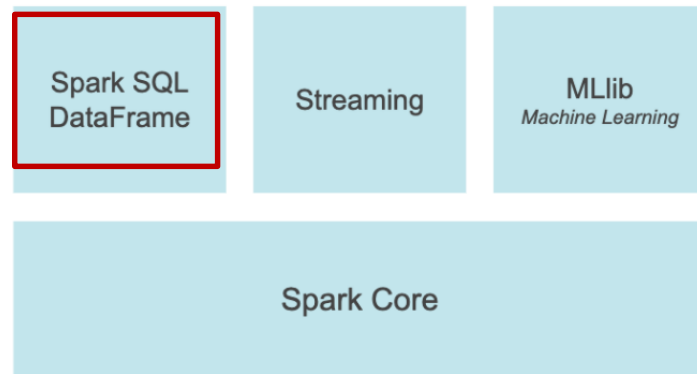 Spark SQL
DataFrame
Streaming
MLlib
Machine Learning
Spark Core